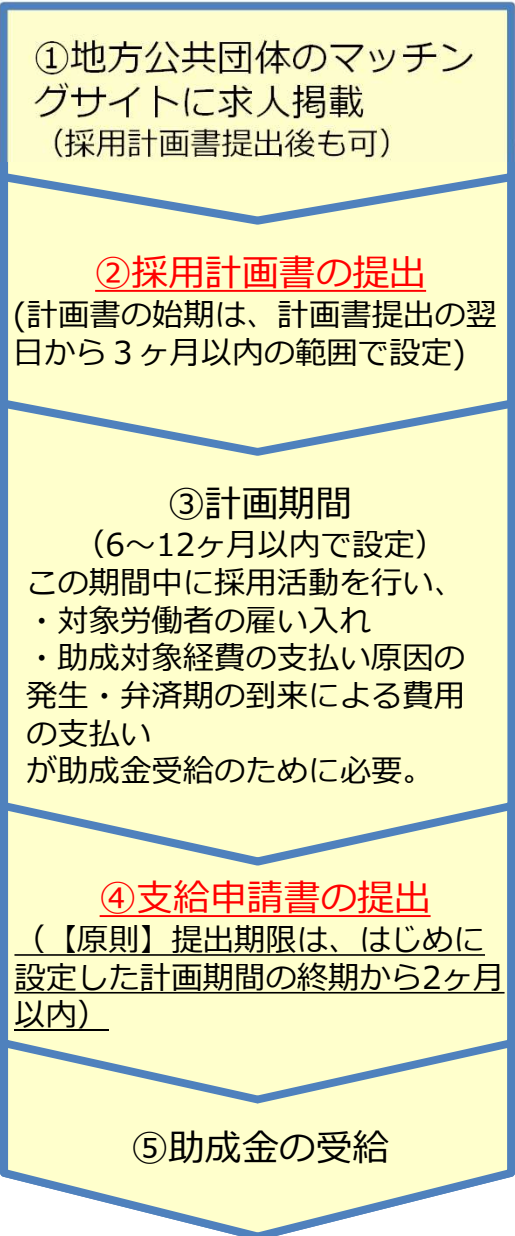 ①地方公共団体のマッチン
グサイトに求人掲載
（採用計画書提出後も可）
②採用計画書の提出
(計画書の始期は、計画書提出の翌
日から３ヶ月以内の範囲で設定)
③計画期間
（6～12ヶ月以内で設定）
この期間中に採用活動を行い、
・対象労働者の雇い入れ
・助成対象経費の支払い原因の
発生・弁済期の到来による費用
の支払い
が助成金受給のために必要。
④支給申請書の提出
（【原則】提出期限は、はじめに
設定した計画期間の終期から2ヶ月
以内）
⑤助成金の受給